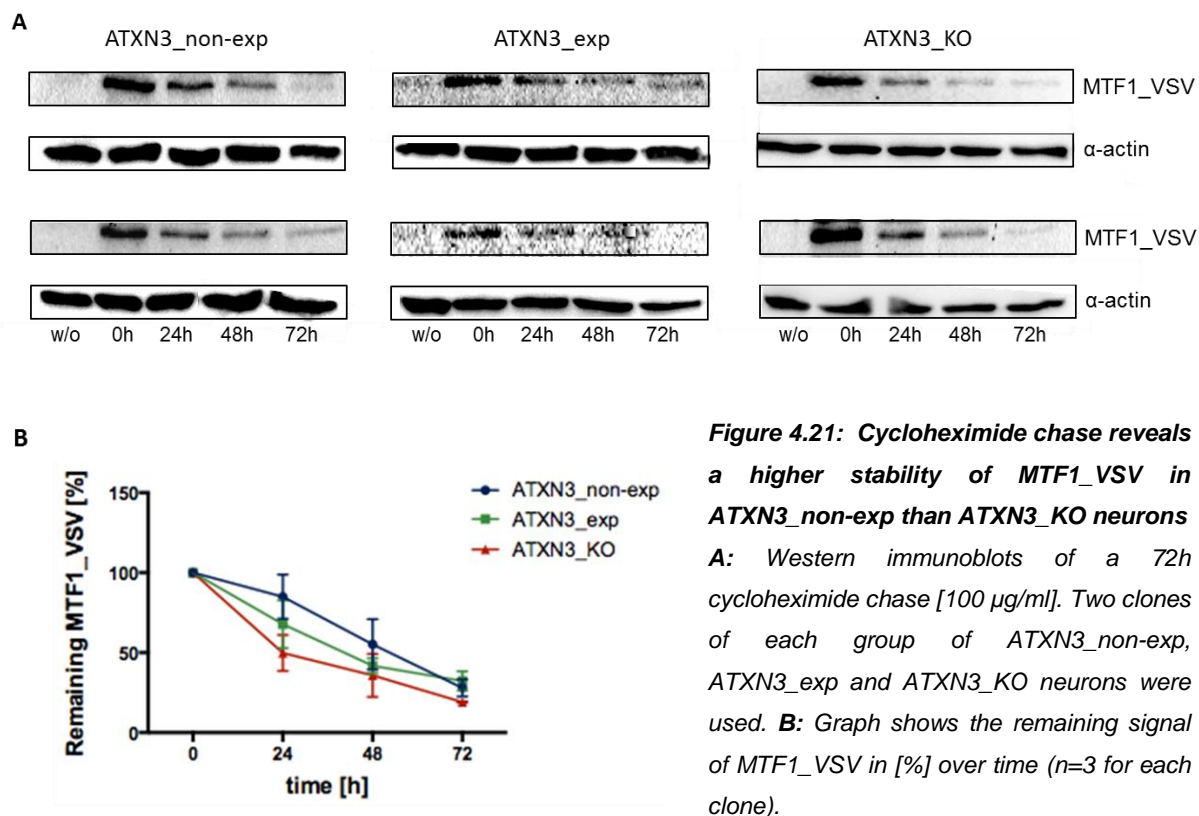 A
ATXN3_non-exp ATXN3_exp ATXN3_KO
MTF1_VSV
α-actin
MTF1_VSV
α-actin
w/o 0h 24h 48h 72h w/o 0h 24h 48h 72h w/o 0h 24h 48h 72h
B
Remaining MTF1_VSV [%]
150
100
50
0
0 24 48 72
time [h]
ATXN3_non-exp
ATXN3_exp
ATXN3_KO
Figure 4.21: Cycloheximide chase reveals
a higher stability of MTF1_VSV in
ATXN3_non-exp than ATXN3_KO neurons
A: Western immunoblots of a 72h
cycloheximide chase [100 µg/ml]. Two clones
of each group of ATXN3_non-exp,
ATXN3_exp and ATXN3_KO neurons were
used. B: Graph shows the remaining signal
of MTF1_VSV in [%] over time (n=3 for each
clone).